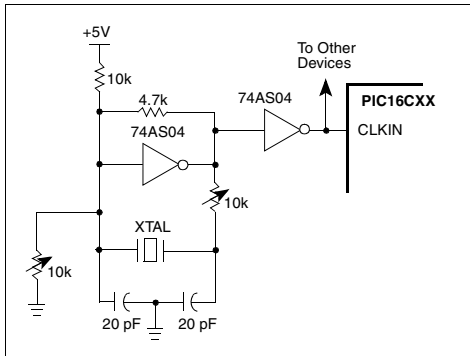 +5V
To Other
Devices
10k
4.7k
74AS04
PIC16CXX
74AS04
CLKIN
10k
XTAL
10k
20 pF
20 pF